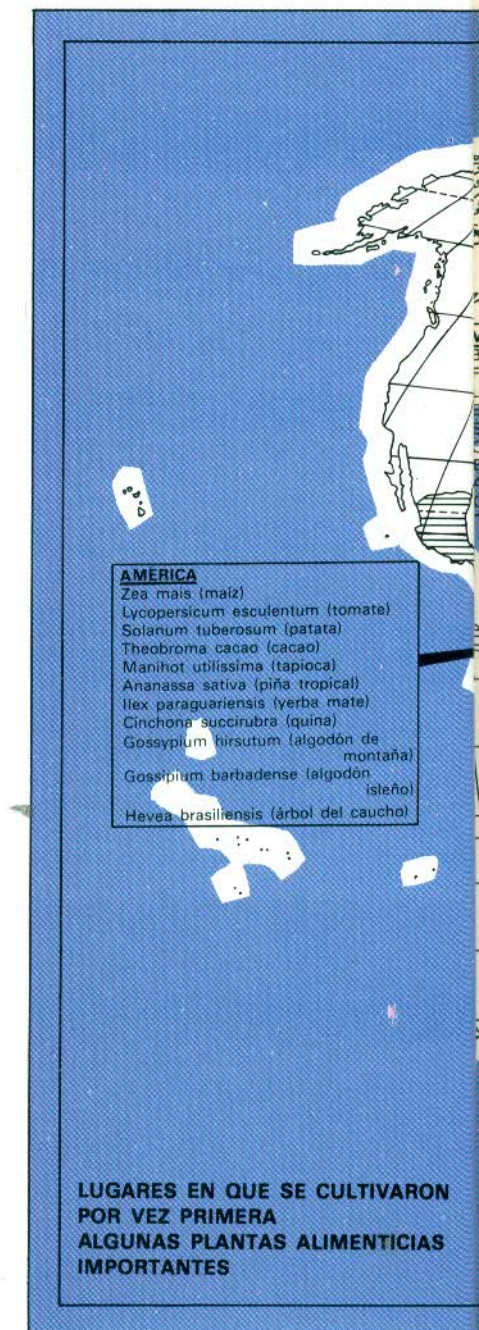 AMERICA
Zea mais (maíz)
Lycopersicum esculentum (tomate)
Solanum tuberosum (patata)
Theobroma cacao (cacao)
Manihot utilissima (tapioca)
Ananassa sativa (piña tropical)
Ilex paraguariensis (yerba mate)
Cinchona succirubra (quina)
Gossypium hirsutum (algodón de
montaña)
Gossipium barbadense (algodón
isleño)
Hevea brasiliensis (árbol del caucho)
LUGARES EN QUE SE CULTIVARON
POR VEZ PRIMERA
ALGUNAS PLANTAS ALIMENTICIAS
IMPORTANTES